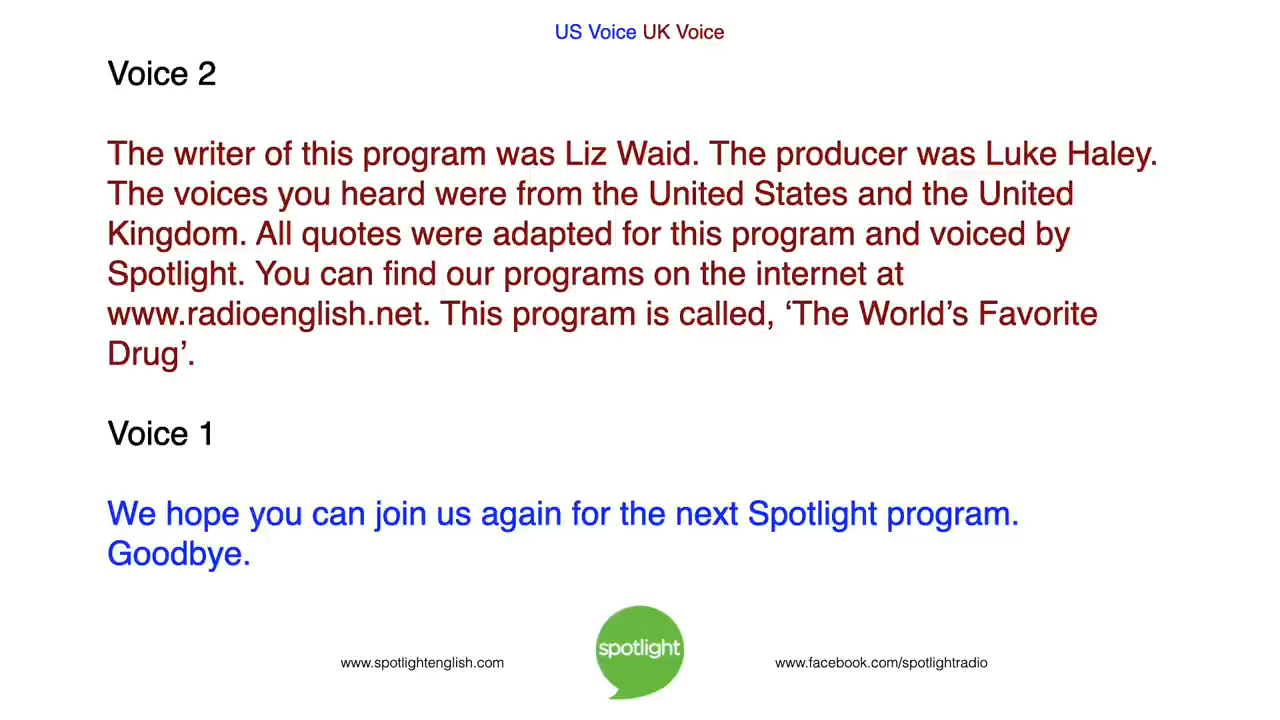 US Voice UK Voice
Voice 2
The writer of this program was Liz Waid. The producer was Luke Haley.
The voices you heard were from the United States and the United
Kingdom. All quotes were adapted for this program and voiced by
Spotlight. You can find our programs on the internet at
www.radioenglish.net. This program is called, ‘The World’s Favorite
Drug’.
Voice 1
We hope you can join us again for the next Spotlight program.
Goodbye.
www.spotlightenglish.com
spotlight
www.facebook.com/spotlightradio